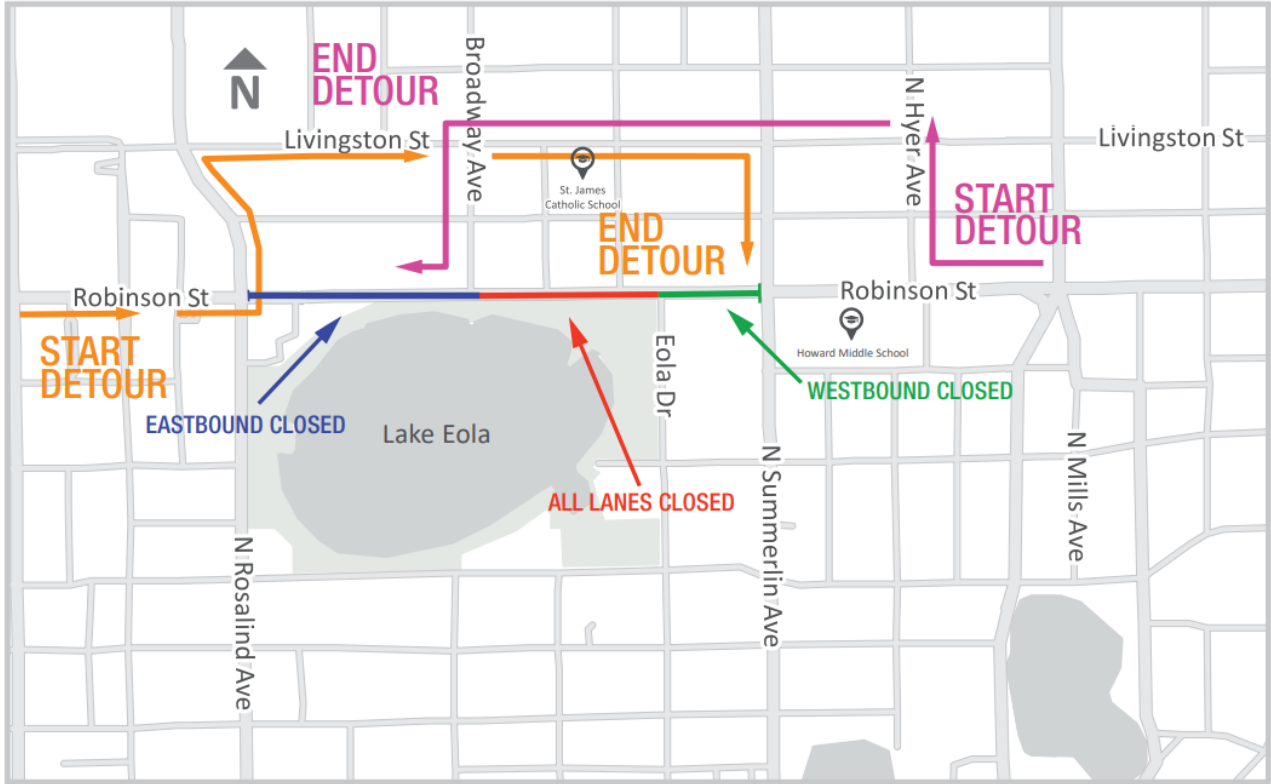 END
DETOUR
N
Broadway Ave
N Hyer Ave
Livingston St
Livingston St
St. James
Catholic School
START
DETOUR
END
DETOUR
Robinson St
Robinson St
START
DETOUR
Howard Middle School
Eola Dr
EASTBOUND CLOSED
WESTBOUND CLOSED
Lake Eola
ALL LANES CLOSED
N Rosalind Ave
N Summerlin Ave
N Mills Ave